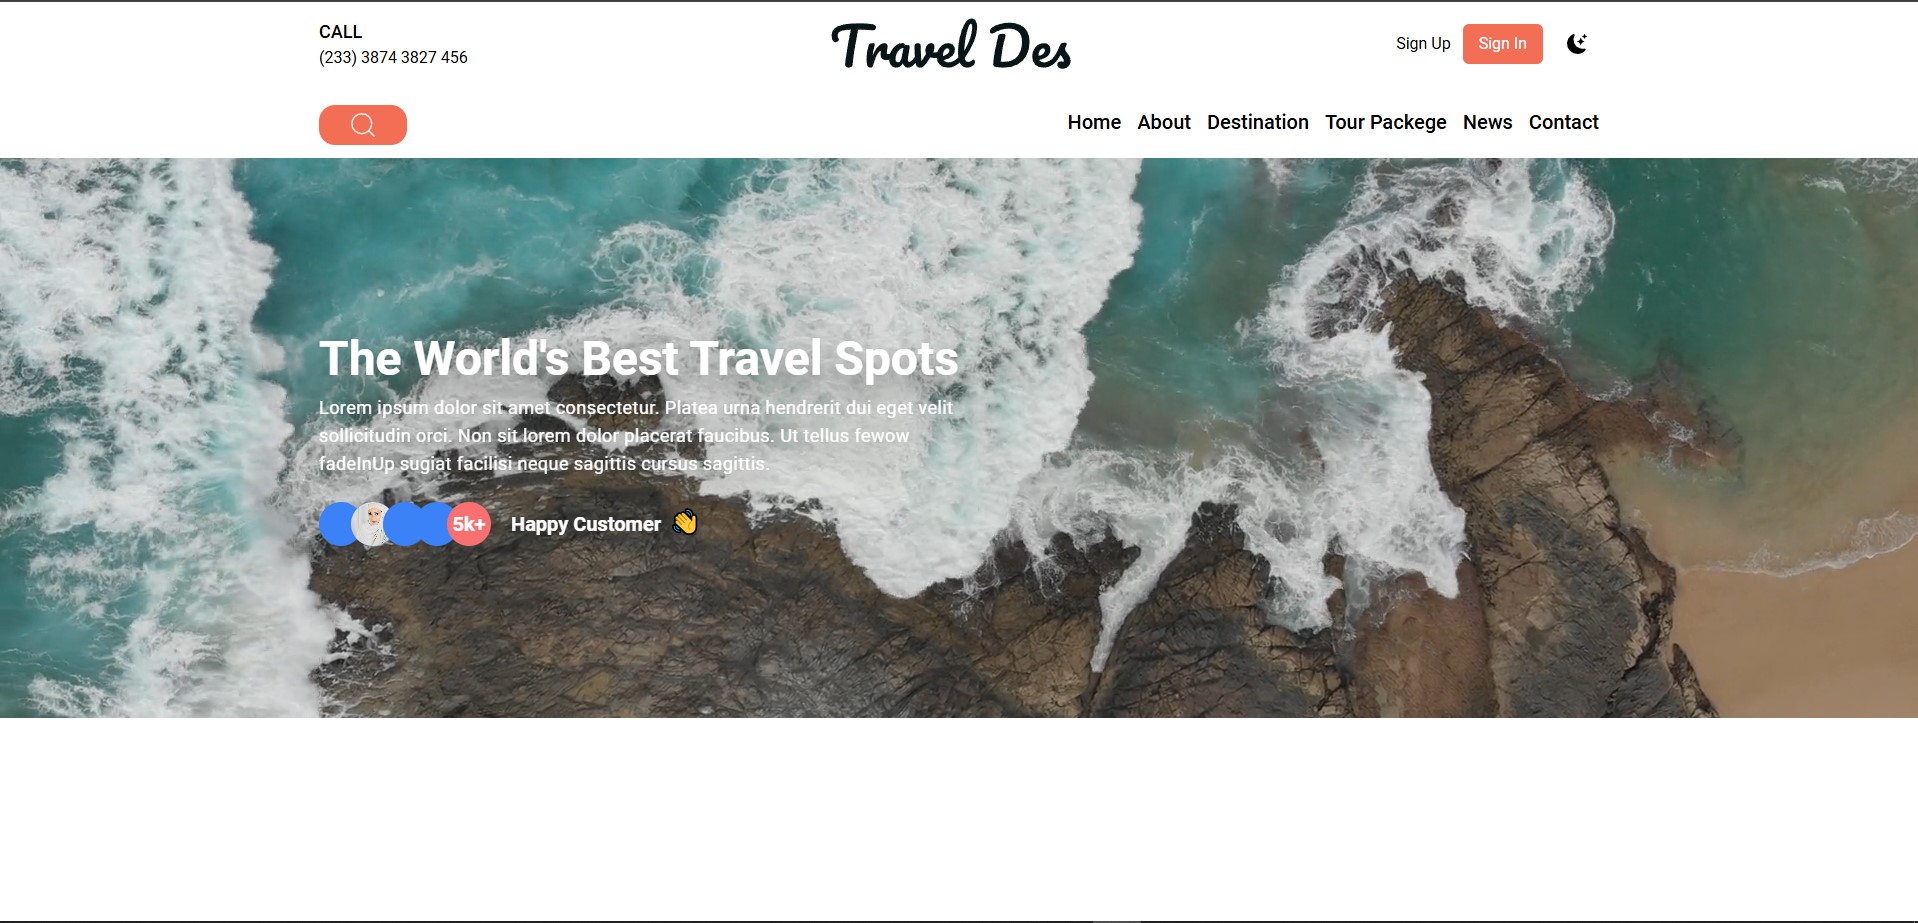 CALL
(233) 3874 3827 456
Travel Des
Sign Up
Sign In
Home About Destination Tour Packege News Contact
The World's Best Travel Spots
Lorem ipsum dolor sit amet consectetur. Platea urna hendrerit dui eget velit
sollicitudin orci. Non sit lorem dolor placerat faucibus. Ut tellus fewow
fadeInUp sugiat facilisi neque sagittis cursus sagittis.
5k+ Happy Customer 👋